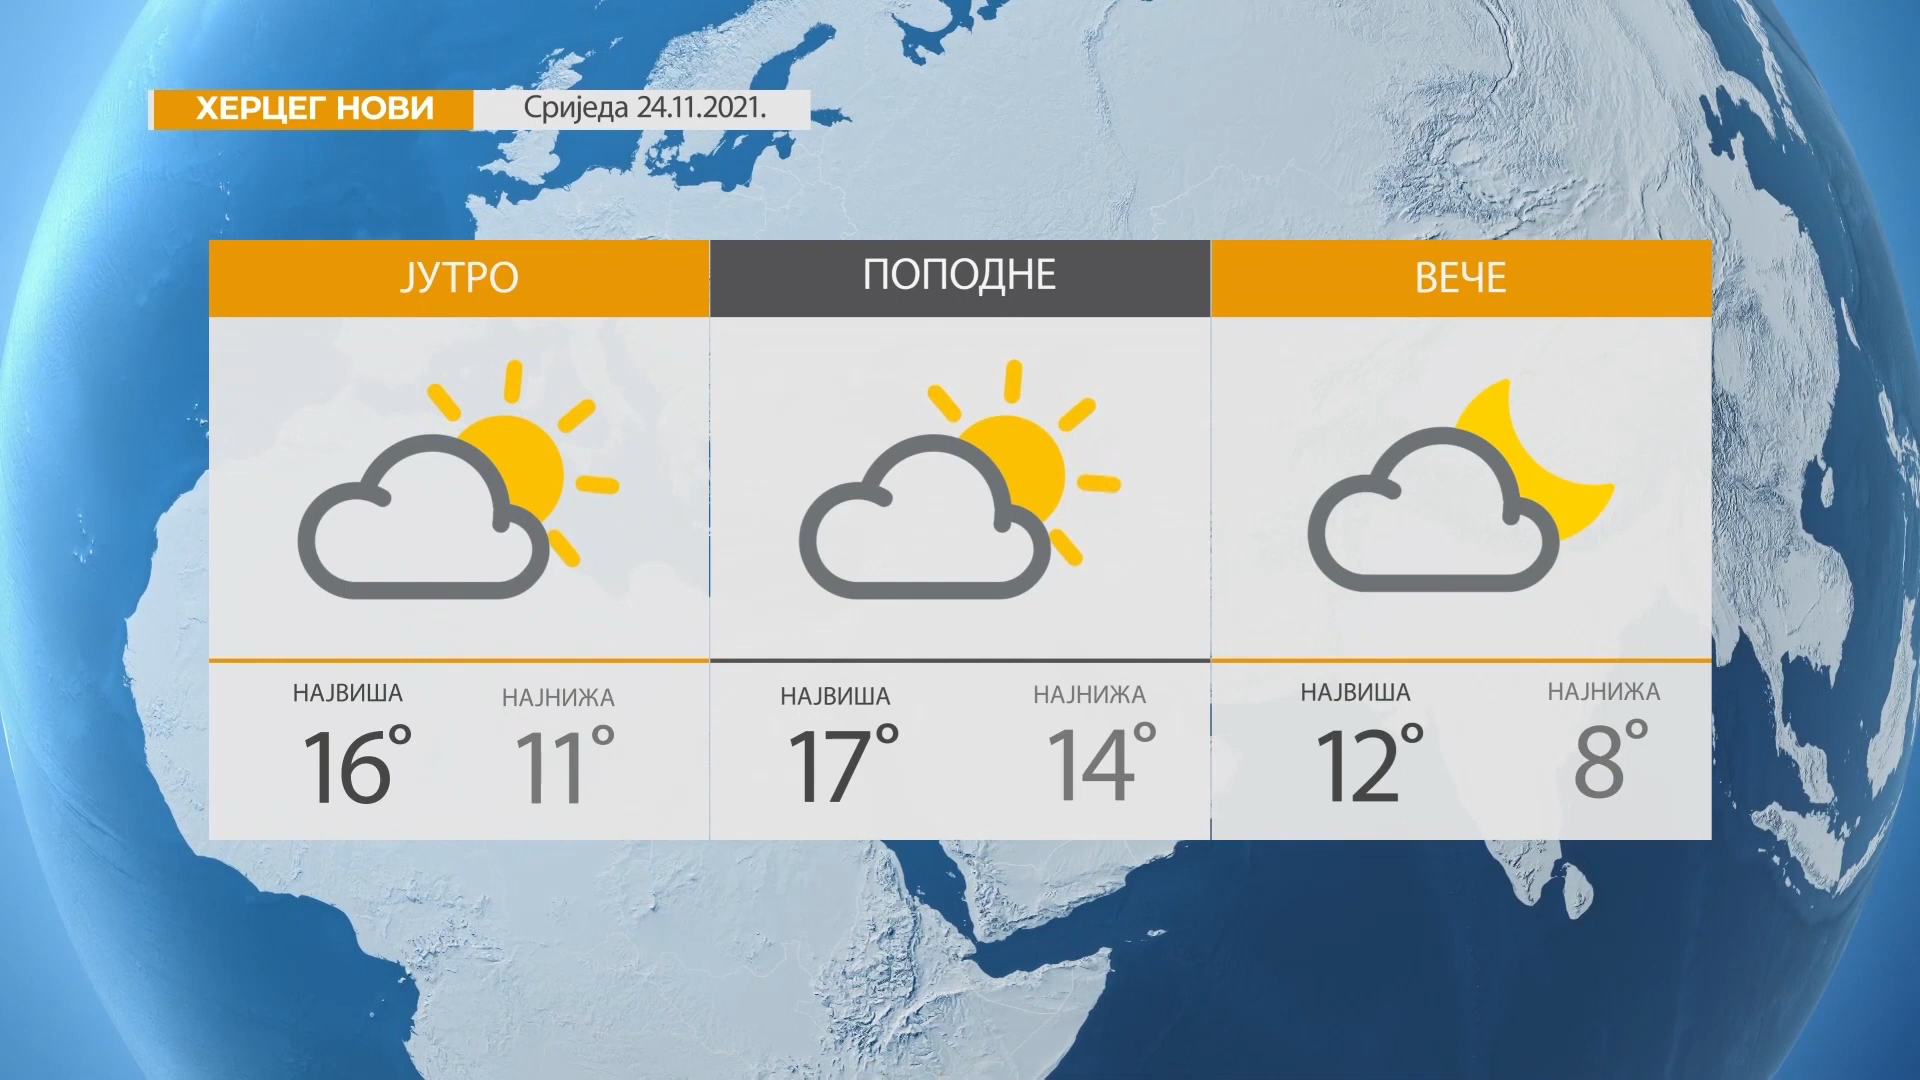 ХЕРЦЕГ НОВИ
Сриједа 24.11.2021.
ЈУТРО
ПОПОДНЕ
ВЕЧЕ
НАЈВИША НАЈНИЖА
16° 11°
НАЈВИША НАЈНИЖА
17° 14°
НАЈВИША НАЈНИЖА
12° 8°